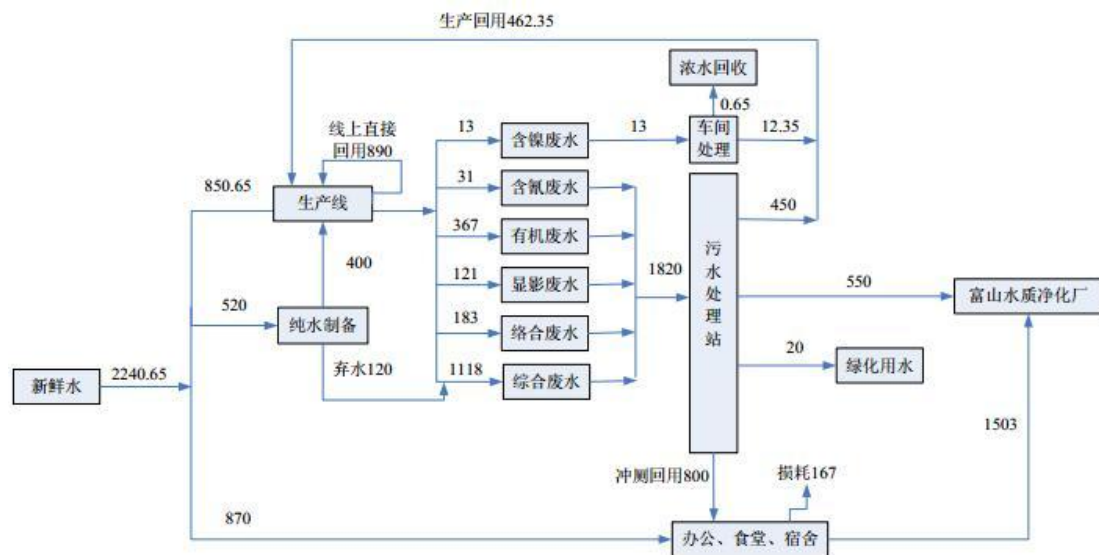 生产回用462.35
浓水回收
0.65
线上直接
回用890
13
含镍废水
13
车间
处理
12.35
850.65
生产线
31
含氰废水
450
367
有机废水
400
121
显影废水
1820
污
水
处
理
站
550
富山水质净化厂
520
纯水制备
183
络合废水
20
绿化用水
弃水120
1118
综合废水
新鲜水
2240.65
1503
冲厕回用800
损耗167
870
办公、食堂、宿舍